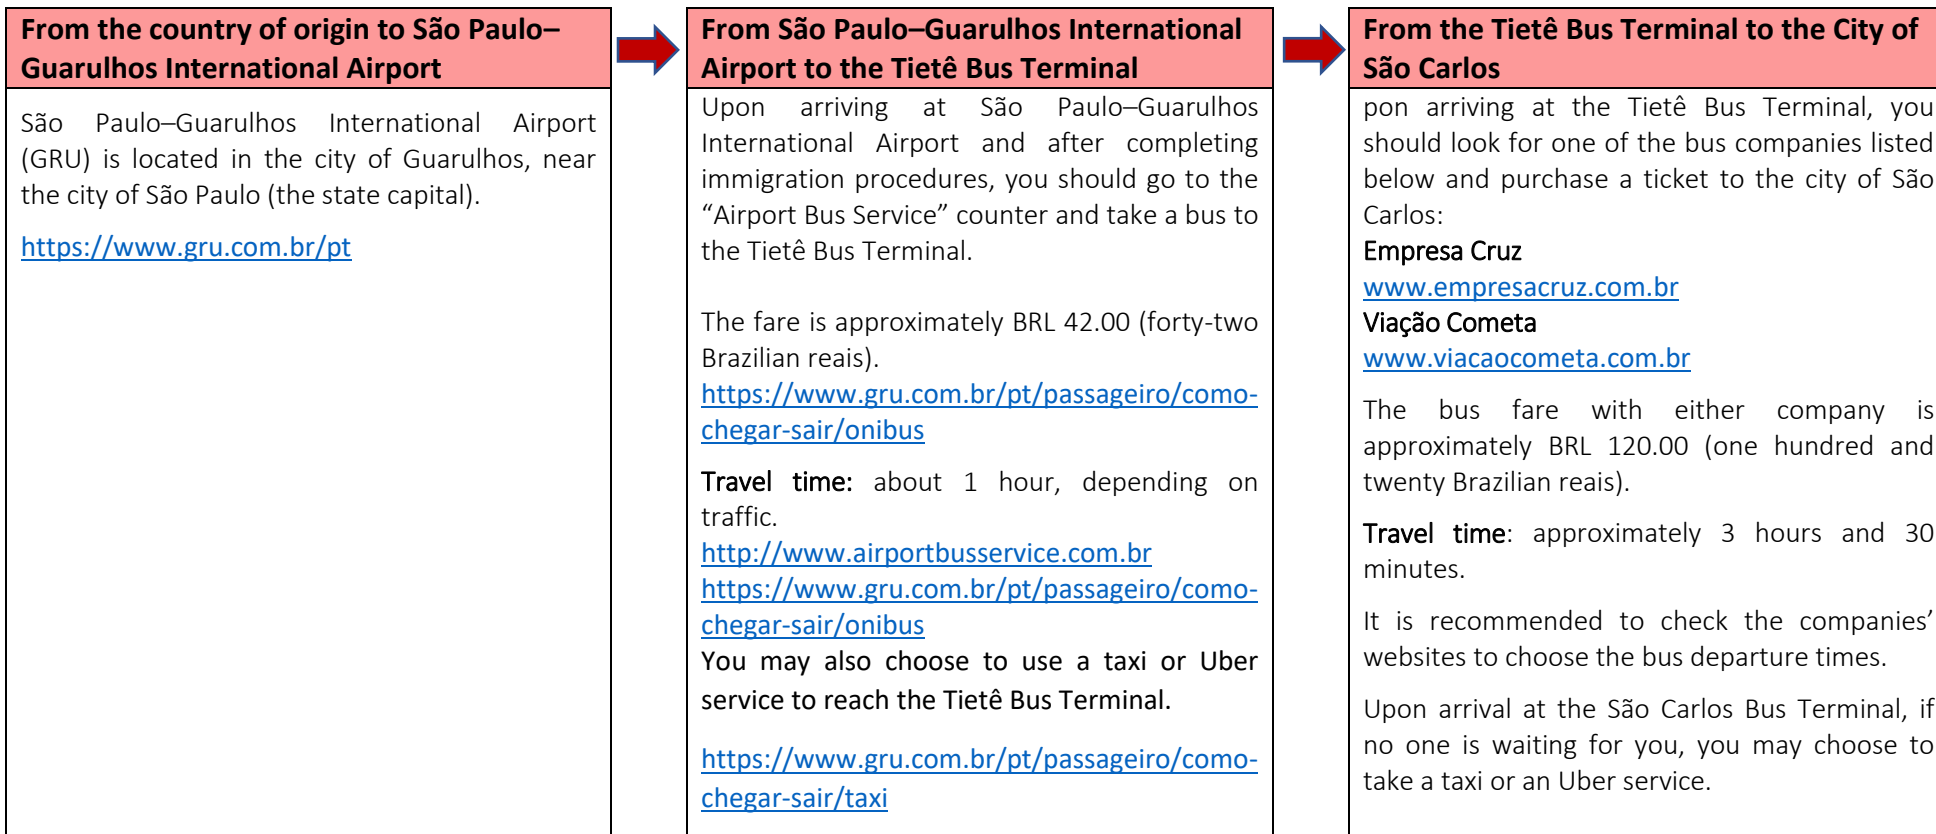 From the country of origin to São Paulo–
Guarulhos International Airport
São Paulo–Guarulhos International Airport
(GRU) is located in the city of Guarulhos, near
the city of São Paulo (the state capital).
https://www.gru.com.br/pt
From São Paulo–Guarulhos International
Airport to the Tietê Bus Terminal
Upon arriving at São Paulo–Guarulhos
International Airport and after completing
immigration procedures, you should go to the
“Airport Bus Service” counter and take a bus to
the Tietê Bus Terminal.
The fare is approximately BRL 42.00 (forty-two
Brazilian reais).
https://www.gru.com.br/pt/passageiro/como-
chegar-sair/onibus
Travel time: about 1 hour, depending on
traffic.
http://www.airportbusservice.com.br
https://www.gru.com.br/pt/passageiro/como-
chegar-sair/onibus
You may also choose to use a taxi or Uber
service to reach the Tietê Bus Terminal.
https://www.gru.com.br/pt/passageiro/como-
chegar-sair/taxi
From the Tietê Bus Terminal to the City of
São Carlos
pon arriving at the Tietê Bus Terminal, you
should look for one of the bus companies listed
below and purchase a ticket to the city of São
Carlos:
Empresa Cruz
www.empresacruz.com.br
Viação Cometa
www.viacaocometa.com.br
The bus fare with either company is
approximately BRL 120.00 (one hundred and
twenty Brazilian reais).
Travel time: approximately 3 hours and 30
minutes.
It is recommended to check the companies’
websites to choose the bus departure times.
Upon arrival at the São Carlos Bus Terminal, if
no one is waiting for you, you may choose to
take a taxi or an Uber service.